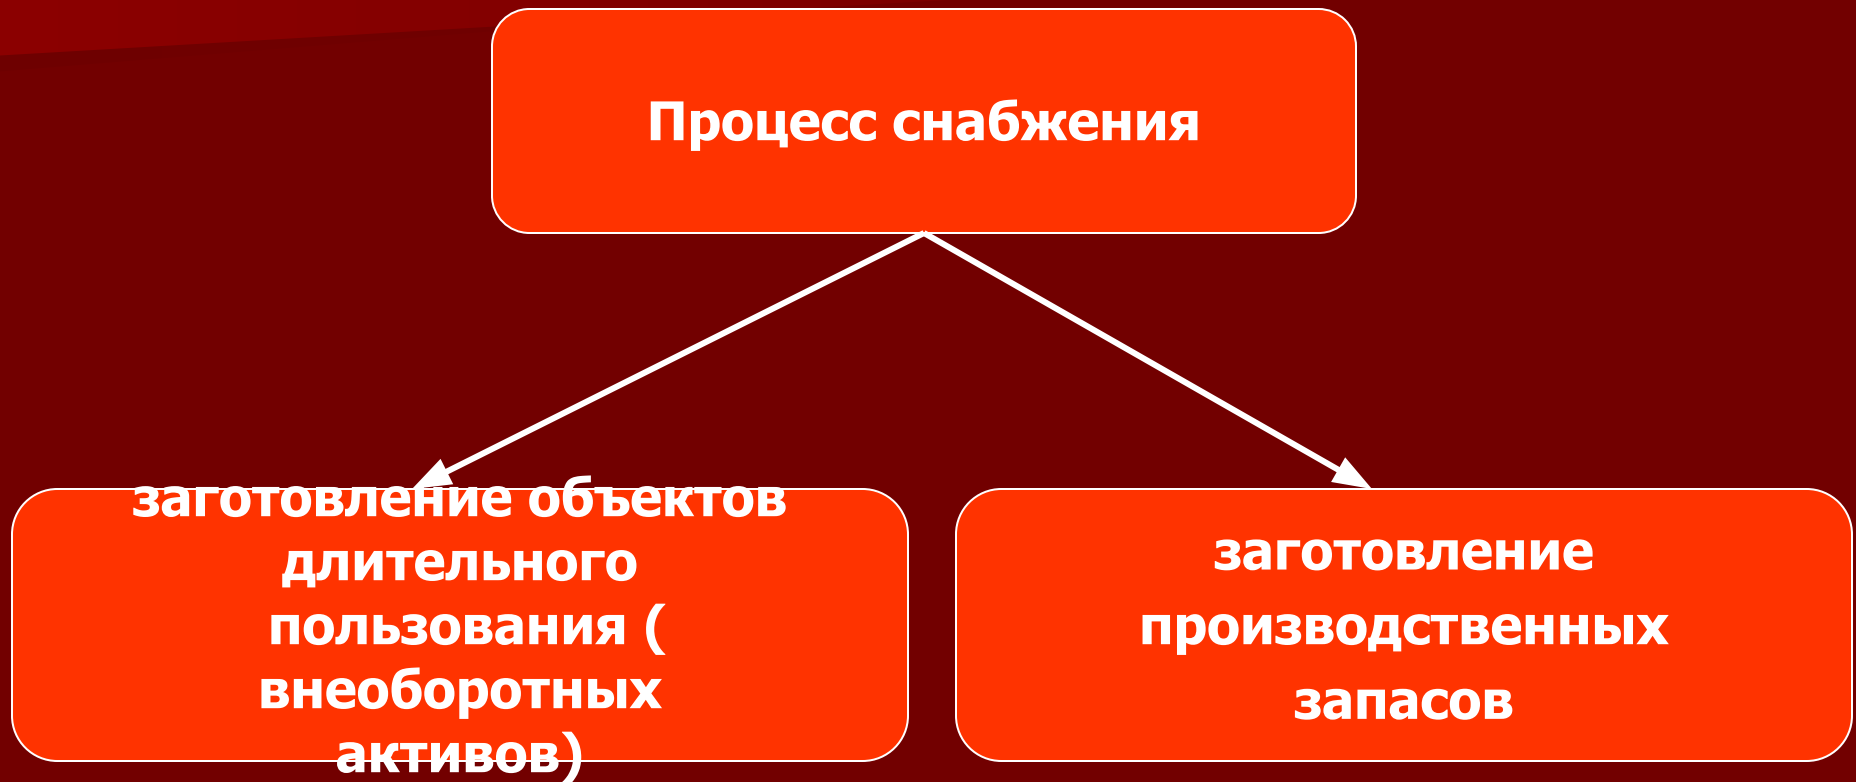 Процесс снабжения
заготовление объектов
длительного
пользования (
внеоборотных
активов)
заготовление
производственных
запасов